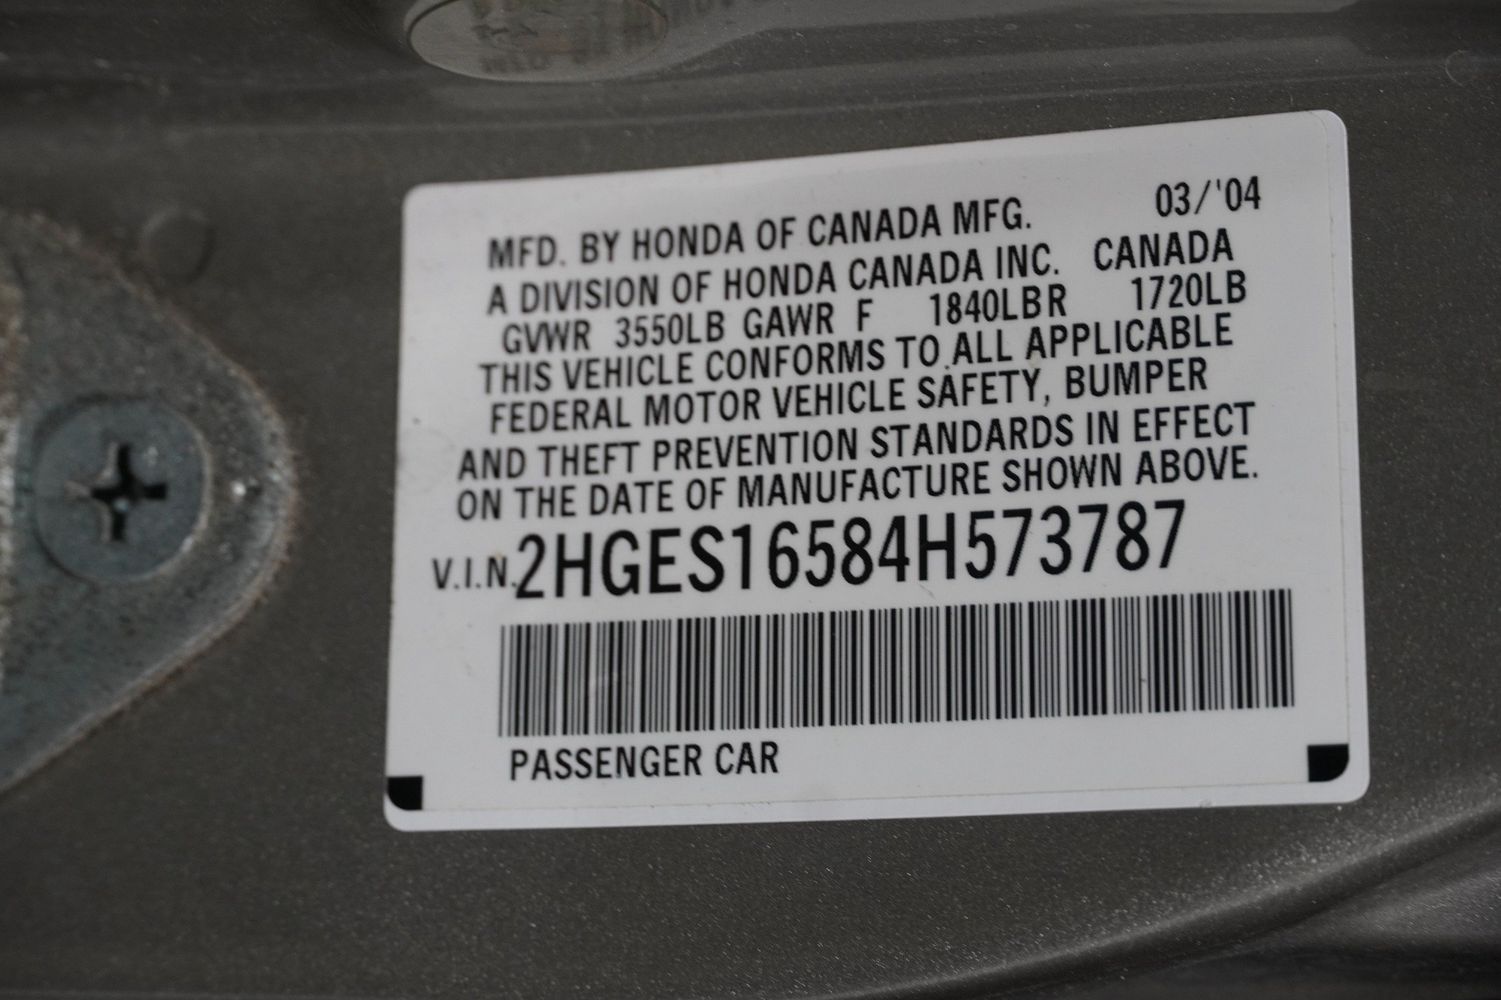 MFD. BY HONDA OF CANADA MFG. 03/'04
A DIVISION OF HONDA CANADA INC. CANADA
GVWR 3550LB GAWR F 1840LB R 1720LB
THIS VEHICLE CONFORMS TO ALL APPLICABLE
FEDERAL MOTOR VEHICLE SAFETY, BUMPER
AND THEFT PREVENTION STANDARDS IN EFFECT
ON THE DATE OF MANUFACTURE SHOWN ABOVE.
V.I.N. 2HGES16584H573787
PASSENGER CAR